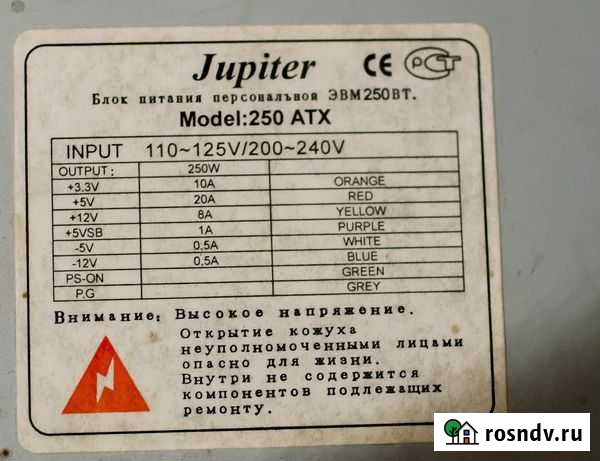 Jupiter CE РСТ
Блок питания персональной ЭВМ250ВТ.
Model:250 ATX
INPUT 110~125V/200~240V
OUTPUT: 250W
+3.3V 10A ORANGE
+5V 20A RED
+12V 8A YELLOW
+5VSB 1A PURPLE
-5V 0,5A WHITE
-12V 0,5A BLUE
PS-ON GREEN
P.G GREY
Внимание: Высокое напряжение.
Открытие кожуха
неуполномоченными лицами
опасно для жизни.
Внутри не содержится
компонентов подлежащих
ремонту.
rosndv.ru